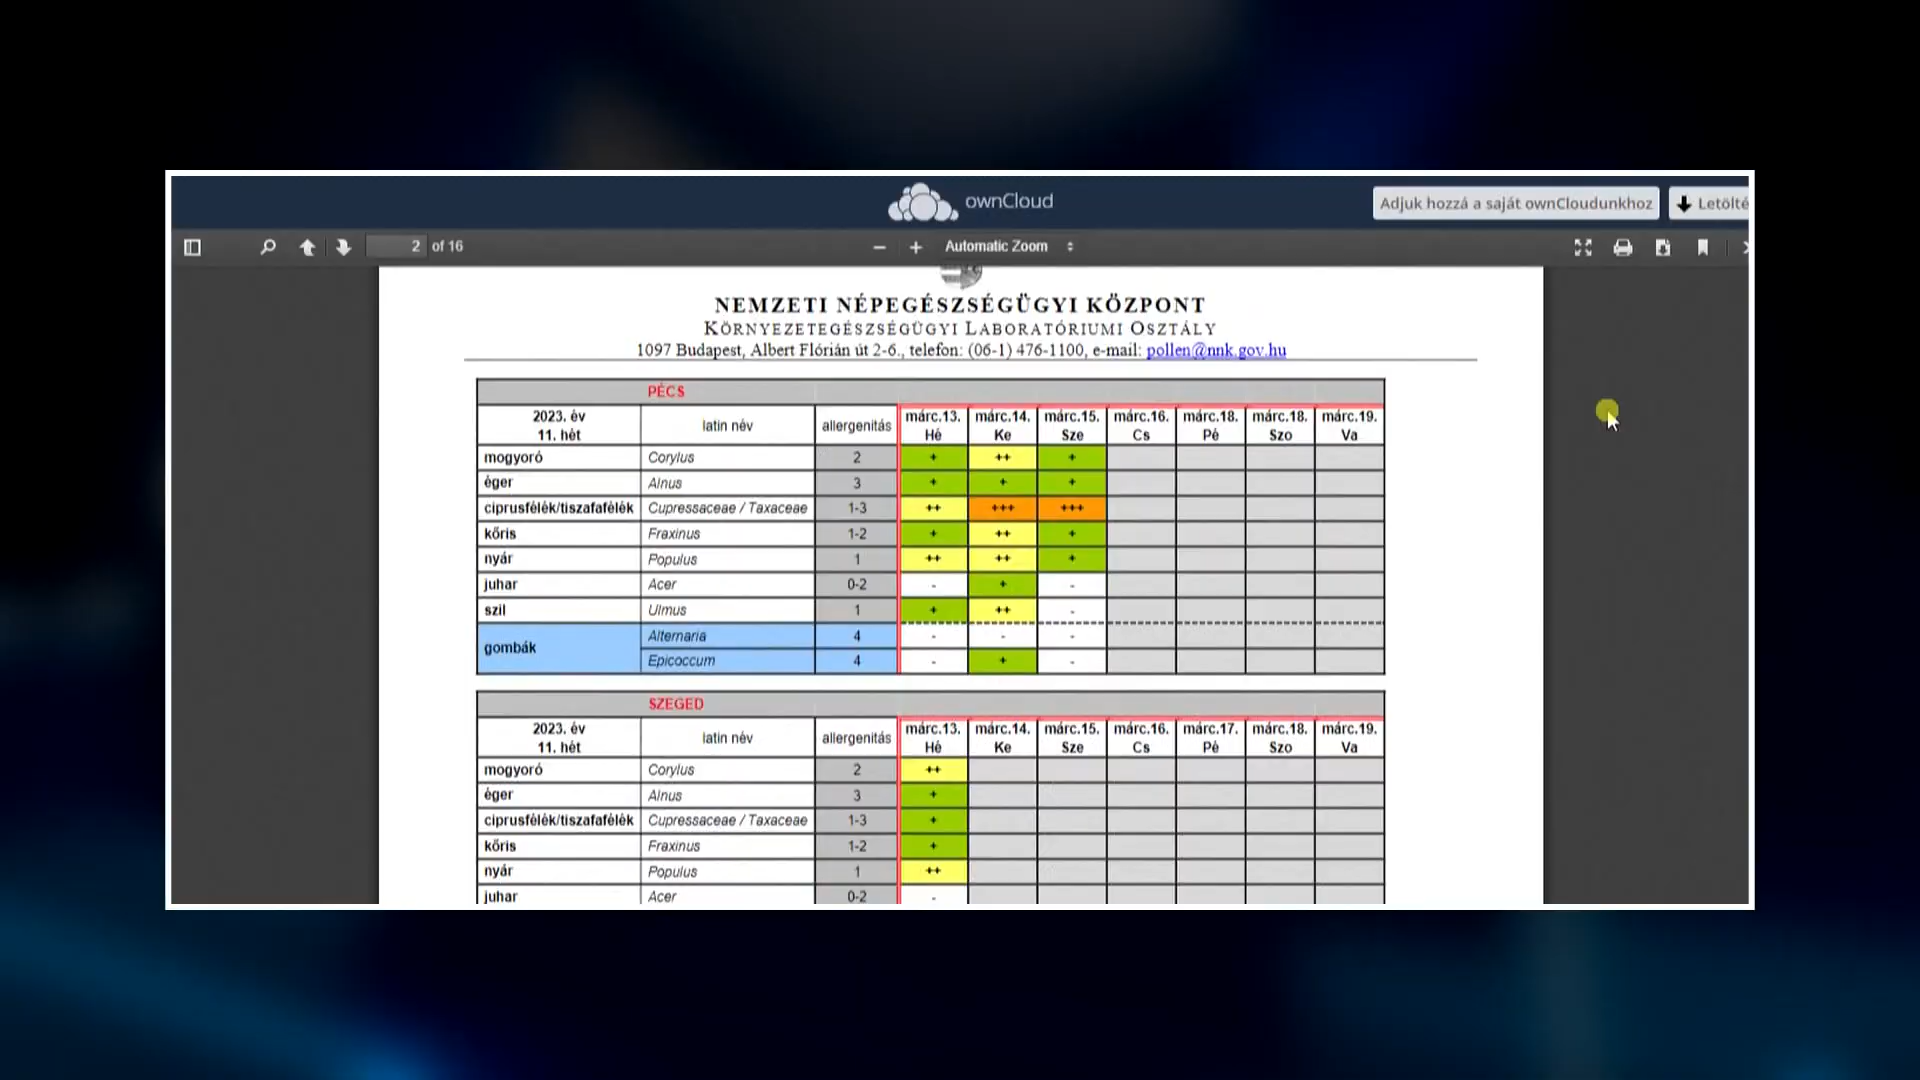 ownCloud
Adjuk hozzá a saját ownCloudunkhoz
Letölté
2 of 16
Automatic Zoom
NEMZETI NÉPEGÉSZSÉGÜGYI KÖZPONT
KÖRNYEZETEGÉSZSÉGÜGYI LABORATÓRIUMI OSZTÁLY
1097 Budapest, Albert Flórián út 2-6., telefon: (06-1) 476-1100, e-mail: pollen@nnk.gov.hu
PÉCS
2023. év 11. hét latin név allergenitás márc.13. Hé márc.14. Ke márc.15. Sze márc.16. Cs márc.18. Pé márc.18. Szo márc.19. Va
mogyoró Corylus 2 + ++ +
éger Alnus 3 + + +
ciprusfélék/tiszafafélék Cupressaceae / Taxaceae 1-3 ++ +++ +++
kőris Fraxinus 1-2 + ++ +
nyár Populus 1 ++ ++ +
juhar Acer 0-2 - + -
szil Ulmus 1 + ++ -
gombák Alternaria 4 - - -
Epicoccum 4 - + -
SZEGED
2023. év 11. hét latin név allergenitás márc.13. Hé márc.14. Ke márc.15. Sze márc.16. Cs márc.17. Pé márc.18. Szo márc.19. Va
mogyoró Corylus 2 ++
éger Alnus 3 +
ciprusfélék/tiszafafélék Cupressaceae / Taxaceae 1-3 +
kőris Fraxinus 1-2 +
nyár Populus 1 ++
juhar Acer 0-2 -